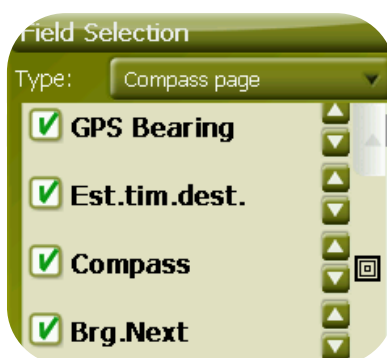 Field Selection
Type: Compass page
GPS Bearing
Est.tim.dest.
Compass
Brg.Next